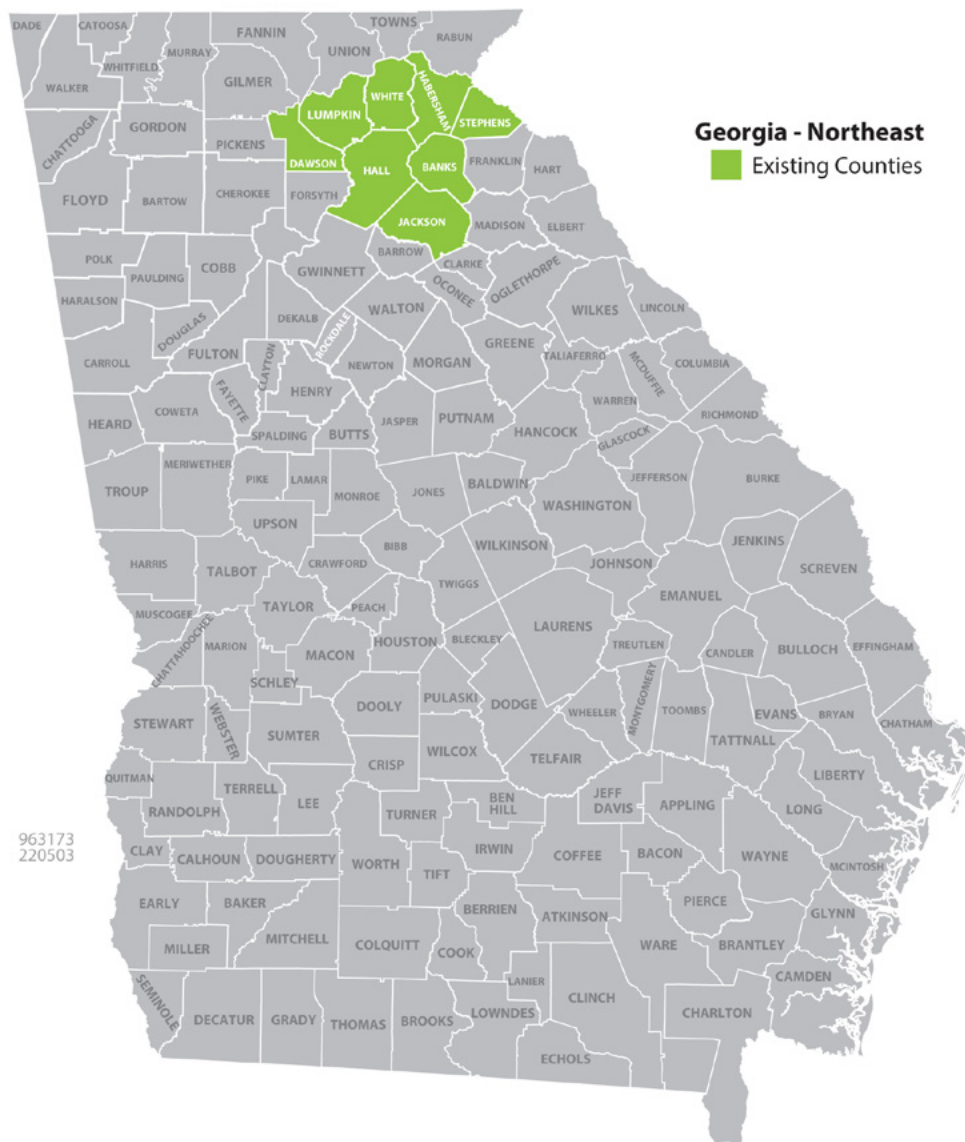 DADE
CATOOSA
WHITFIELD
MURRAY
FANNIN
UNION
TOWNS
RABUN
WALKER
GILMER
LUMPKIN
WHITE
HABERSHAM
STEPHENS
CHATTOOGA
GORDON
PICKENS
DAWSON
HALL
BANKS
FRANKLIN
HART
Georgia - Northeast
Existing Counties
FLOYD
BARTOW
CHEROKEE
FORSYTH
JACKSON
MADISON
ELBERT
POLK
PAULDING
COBB
GWINNETT
BARROW
CLARKE
OCONEE
OGLETHORPE
HARALSON
DOUGLAS
DEKALB
ROCKDALE
WALTON
WILKES
LINCOLN
CARROLL
FULTON
CLAYTON
HENRY
NEWTON
MORGAN
GREENE
TALIAFERRO
MCDUFFIE
COLUMBIA
HEARD
COWETA
FAYETTE
SPALDING
BUTTS
JASPER
PUTNAM
HANCOCK
WARREN
GLASCOCK
RICHMOND
TROUP
MERIWETHER
PIKE
LAMAR
MONROE
JONES
BALDWIN
WASHINGTON
JEFFERSON
BURKE
UPSON
HARRIS
TALBOT
CRAWFORD
BIBB
TWIGGS
WILKINSON
JOHNSON
JENKINS
SCREVEN
EMANUEL
MUSCOGEE
CHATTAHOOCHEE
MARION
TAYLOR
PEACH
MACON
HOUSTON
BLECKLEY
LAURENS
TREUTLEN
CANDLER
BULLOCH
EFFINGHAM
SCHLEY
STEWART
WEBSTER
SUMTER
DOOLY
PULASKI
DODGE
WHEELER
MONTGOMERY
TOOMBS
EVANS
TATTNALL
BRYAN
CHATHAM
CRISP
WILCOX
TELFAIR
LIBERTY
QUITMAN
RANDOLPH
TERRELL
LEE
TURNER
BEN
HILL
JEFF
DAVIS
APPLING
LONG
963173
220503
CLAY
CALHOUN
DOUGHERTY
WORTH
TIFT
IRWIN
COFFEE
BACON
WAYNE
MCINTOSH
EARLY
BAKER
MITCHELL
COLQUITT
BERRIEN
COOK
ATKINSON
PIERCE
WARE
BRANTLEY
GLYNN
MILLER
SEMINOLE
DECATUR
GRADY
THOMAS
BROOKS
LANIER
LOWNDES
CLINCH
ECHOLS
CHARLTON
CAMDEN